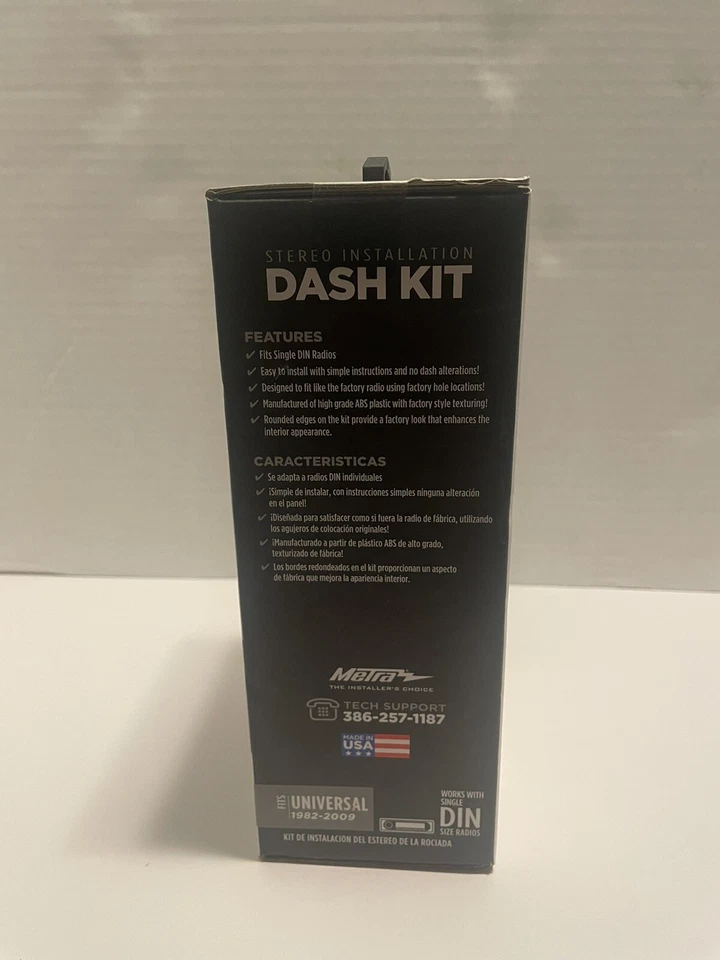 STEREO INSTALLATION
DASH KIT
FEATURES
✓ Fits Single DIN Radios
✓ Easy to install with simple instructions and no dash alterations!
✓ Designed to fit like the factory radio using factory hole locations!
✓ Manufactured of high grade ABS plastic with factory style texturing!
✓ Rounded edges on the kit provide a factory look that enhances the
interior appearance.
CARACTERISTICAS
✓ Se adapta a radios DIN individuales
✓ ¡Simple de instalar, con instrucciones simples ninguna alteración
en el panel!
✓ ¡Diseñada para satisfacer como si fuera la radio de fábrica, utilizando
los agujeros de colocación originales!
✓ ¡Manufacturado a partir de plástico ABS de alto grado,
texturizado de fábrica!
✓ Los bordes redondeados en el kit proporcionan un aspecto
de fábrica que mejora la apariencia interior.
Metra
THE INSTALLER'S CHOICE
TECH SUPPORT
386-257-1187
MADE IN
USA
FITS
UNIVERSAL
1982-2009
WORKS WITH
SINGLE
DIN
SIZE RADIOS
KIT DE INSTALACION DEL ESTEREO DE LA ROCIADA